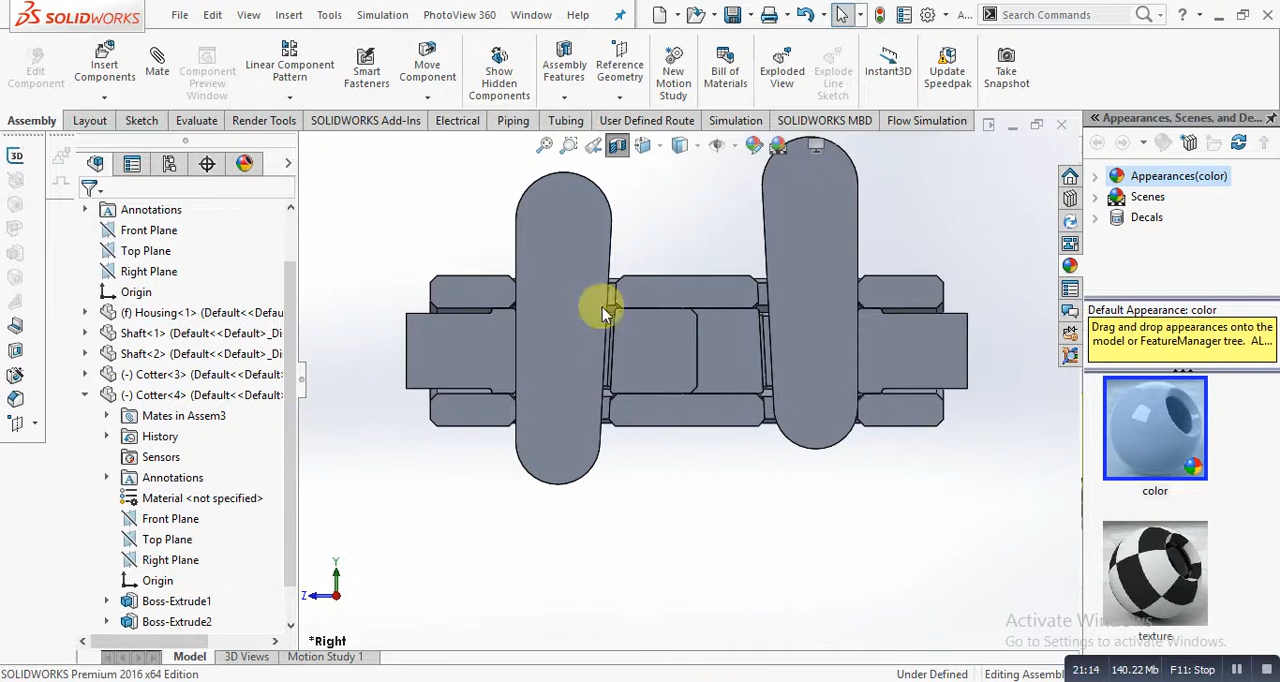 SOLIDWORKS
File Edit View Insert Tools Simulation PhotoView 360 Window Help
A... Search Commands
Edit Component
Insert Components
Mate
Component Preview Window
Linear Component Pattern
Smart Fasteners
Move Component
Show Hidden Components
Assembly Features
Reference Geometry
New Motion Study
Bill of Materials
Exploded View
Explode Line Sketch
Instant3D
Update Speedpak
Take Snapshot
Assembly Layout Sketch Evaluate Render Tools SOLIDWORKS Add-Ins Electrical Piping Tubing User Defined Route Simulation SOLIDWORKS MBD Flow Simulation
Appearances, Scenes, and De...
3D
Annotations
Front Plane
Top Plane
Right Plane
Origin
(f) Housing<1> (Default<Defau
Shaft<1> (Default<Default>_Di
Shaft<2> (Default<Default>_Di
(-) Cotter<3> (Default<Default
(-) Cotter<4> (Default<Default
Mates in Assem3
History
Sensors
Annotations
Material <not specified>
Front Plane
Top Plane
Right Plane
Origin
Boss-Extrude1
Boss-Extrude2
Y
Z
*Right
Appearances(color)
Scenes
Decals
Default Appearance: color
Drag and drop appearances onto the
model or FeatureManager tree. AL...
color
texture
Activate Windows
Go to Settings to activate Windows.
Model 3D Views Motion Study 1
SOLIDWORKS Premium 2016 x64 Edition
Under Defined Editing Assem
21:14 140.22 Mb F11: Stop